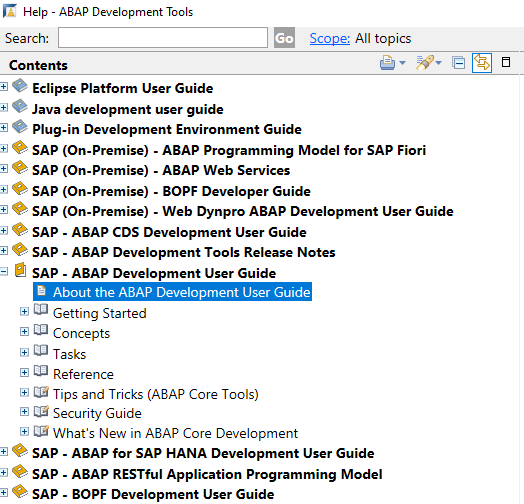 Help - ABAP Development Tools
Search: Go Scope: All topics
Contents
Eclipse Platform User Guide
Java development user guide
Plug-in Development Environment Guide
SAP (On-Premise) - ABAP Programming Model for SAP Fiori
SAP (On-Premise) - ABAP Web Services
SAP (On-Premise) - BOPF Developer Guide
SAP (On-Premise) - Web Dynpro ABAP Development User Guide
SAP - ABAP CDS Development User Guide
SAP - ABAP Development Tools Release Notes
SAP - ABAP Development User Guide
About the ABAP Development User Guide
Getting Started
Concepts
Tasks
Reference
Tips and Tricks (ABAP Core Tools)
Security Guide
What's New in ABAP Core Development
SAP - ABAP for SAP HANA Development User Guide
SAP - ABAP RESTful Application Programming Model
SAP - BOPF Development User Guide